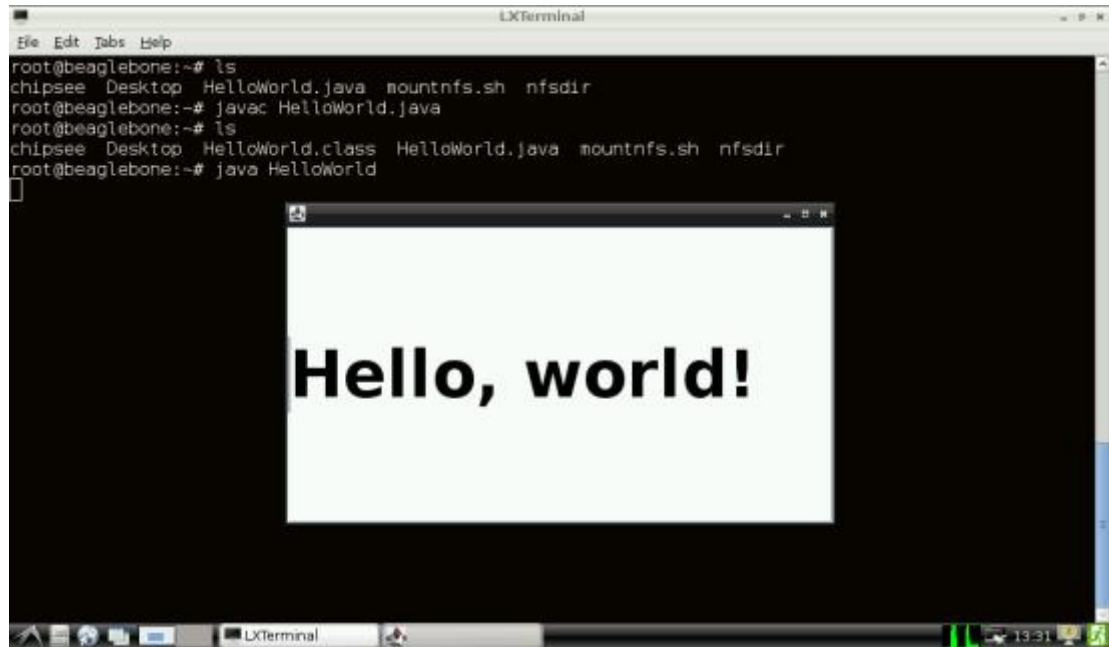 LXTerminal
File Edit Tabs Help
root@beaglebone:~# ls
chipsee Desktop HelloWorld.java mountnfs.sh nfsdir
root@beaglebone:~# javac HelloWorld.java
root@beaglebone:~# ls
chipsee Desktop HelloWorld.class HelloWorld.java mountnfs.sh nfsdir
root@beaglebone:~# java HelloWorld
Hello, world!
LXTerminal 13:31